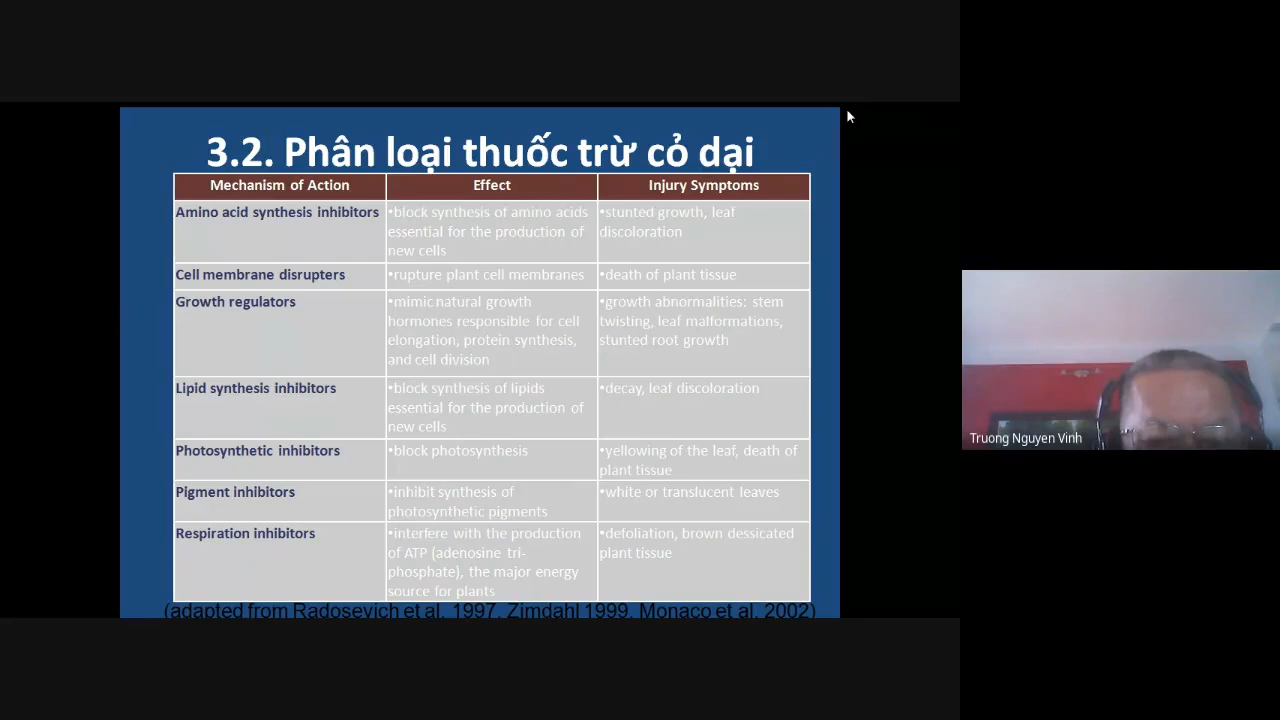 3.2. Phân loại thuốc trừ cỏ dại
Mechanism of Action
Effect
Injury Symptoms
Amino acid synthesis inhibitors
•block synthesis of amino acids
essential for the production of
new cells
•stunted growth, leaf
discoloration
Cell membrane disrupters
•rupture plant cell membranes
•death of plant tissue
Growth regulators
•mimic natural growth
hormones responsible for cell
elongation, protein synthesis,
and cell division
•growth abnormalities: stem
twisting, leaf malformations,
stunted root growth
Lipid synthesis inhibitors
•block synthesis of lipids
essential for the production of
new cells
•decay, leaf discoloration
Photosynthetic inhibitors
•block photosynthesis
•yellowing of the leaf, death of
plant tissue
Pigment inhibitors
•inhibit synthesis of
photosynthetic pigments
•white or translucent leaves
Respiration inhibitors
•interfere with the production
of ATP (adenosine tri-
phosphate), the major energy
source for plants
•defoliation, brown dessicated
plant tissue
(adapted from Radosevich et al. 1997, Zimdahl 1999, Monaco et al. 2002)
Truong Nguyen Vinh